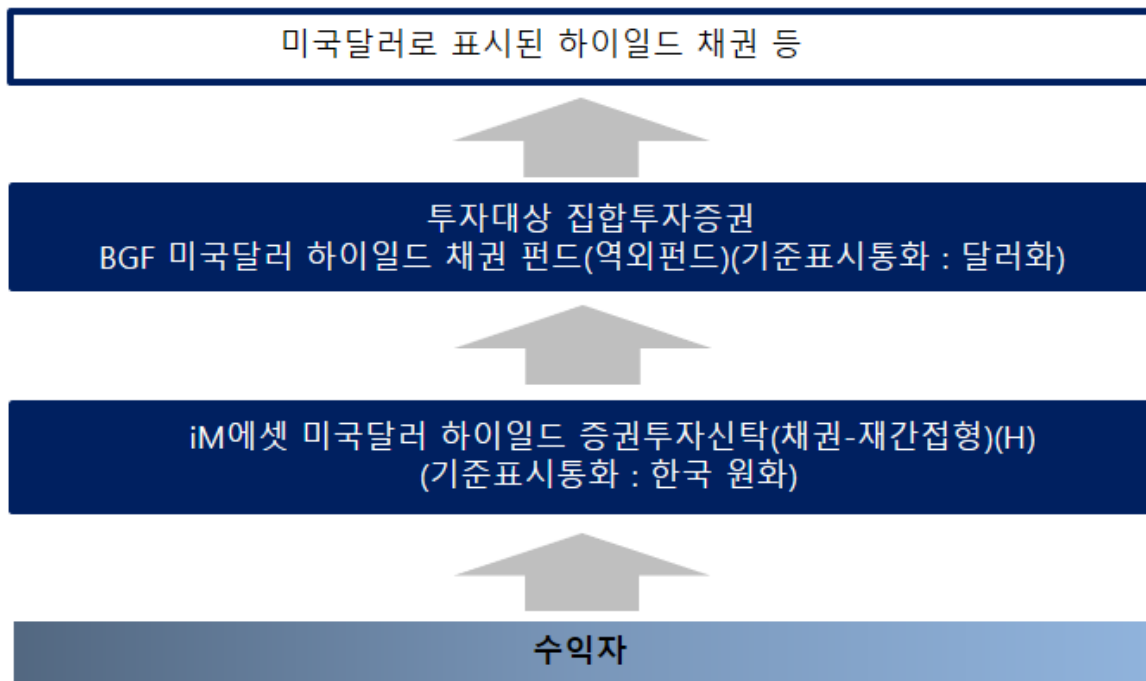 미국달러로 표시된 하이일드 채권 등
투자대상 집합투자증권
BGF 미국달러 하이일드 채권 펀드(역외펀드)(기준표시통화 : 달러화)
iM에셋 미국달러 하이일드 증권투자신탁(채권-재간접형)(H)
(기준표시통화 : 한국 원화)
수익자